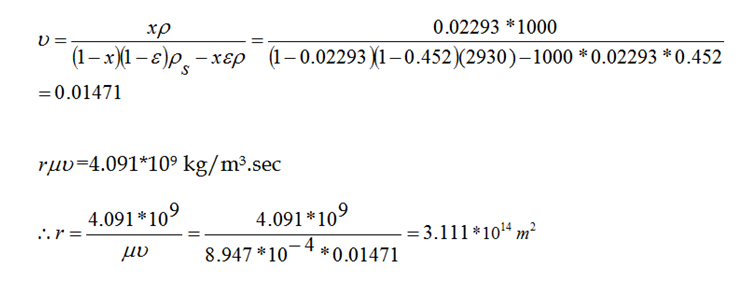 υ = xρ / (1−x)(1−ε)ρₛ − xερ = 0.02293 *1000 / (1−0.02293)(1−0.452)(2930)−1000 *0.02293 *0.452
= 0.01471
rμυ=4.091*10⁹ kg/m³.sec
∴ r = 4.091 *10⁹ / μυ = 4.091 *10⁹ / 8.947 *10⁻⁴ *0.01471 = 3.111 *10¹⁴ m²